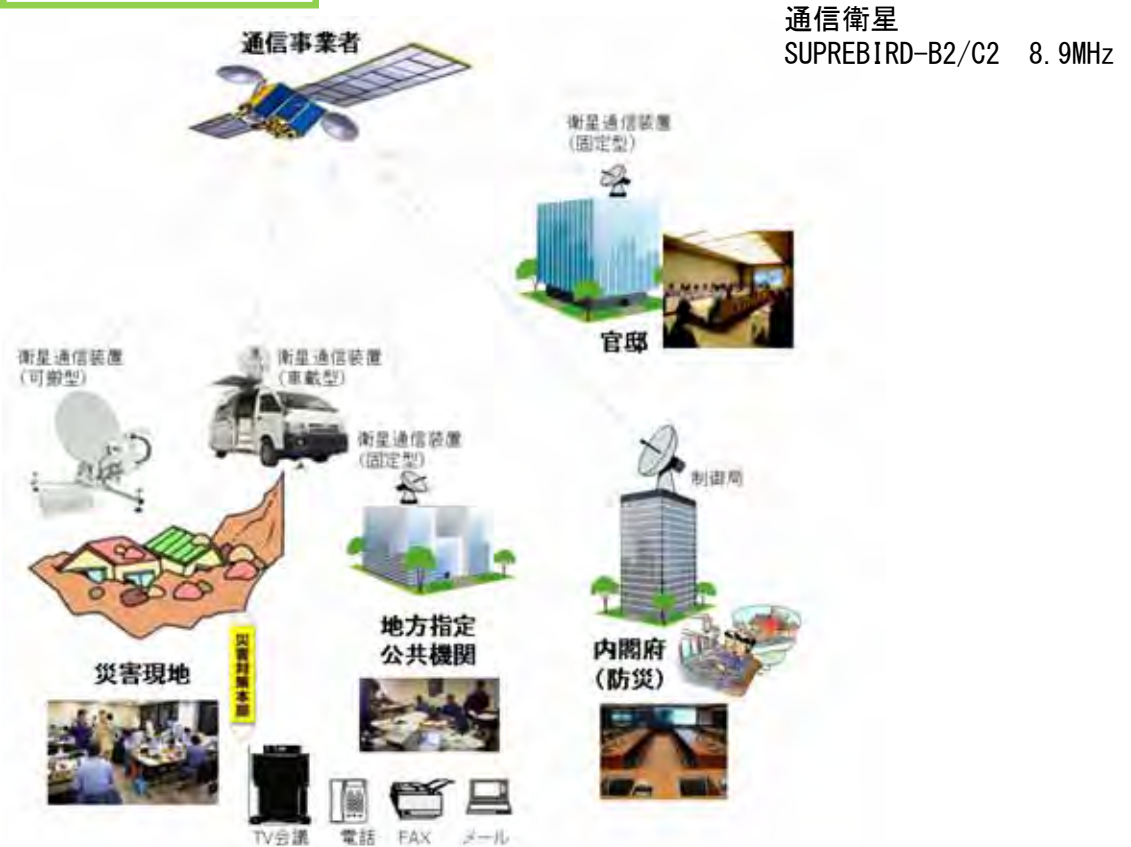 通信衛星
SUPREBIRD-B2/C2 8.9MHz
通信事業者
衛星通信装置
(固定型)
官邸
衛星通信装置
(可搬型)
衛星通信装置
(車載型)
衛星通信装置
(固定型)
制御局
地方指定
公共機関
内閣府
(防災)
災害現地
災害対策本部
TV会議
電話
FAX
メール